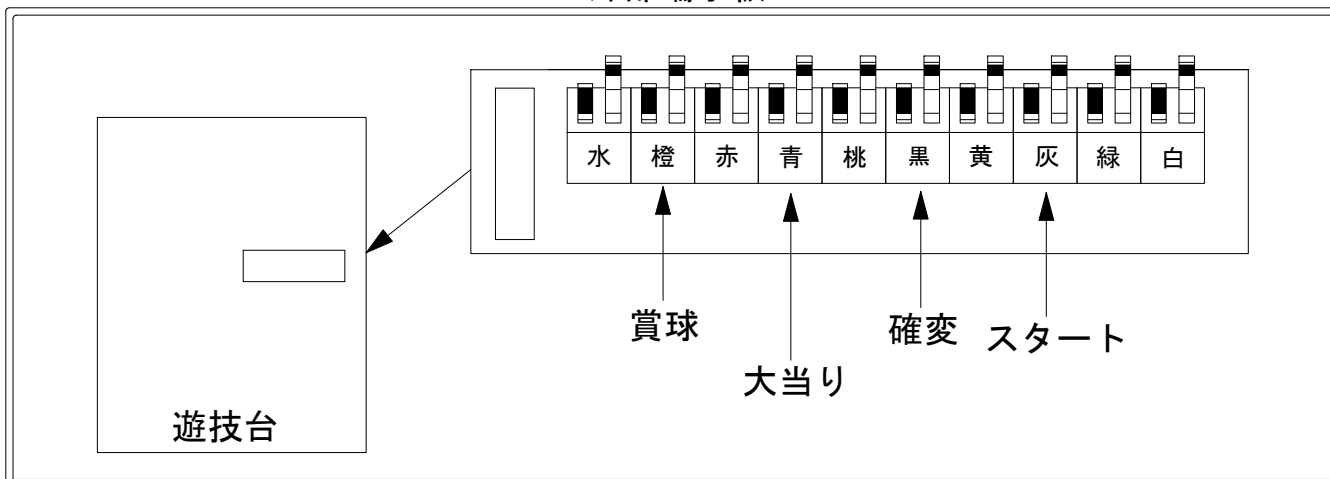 水 橙 赤 青 桃 黒 黄 灰 緑 白
賞球
大当り
確変
スタート
遊技台